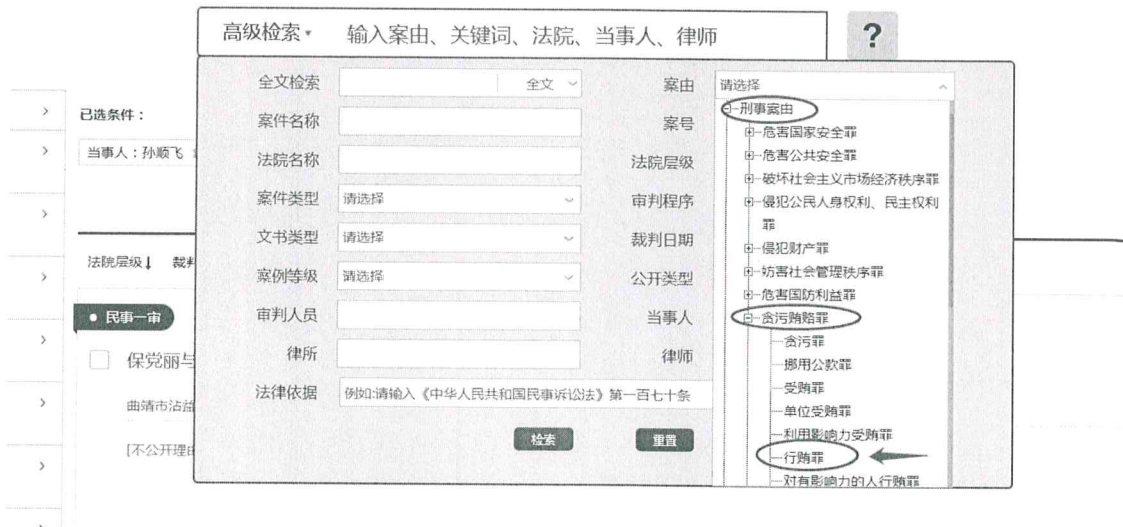 高级检索 输入案由、关键词、法院、当事人、律师
?
全文检索 全文
案件名称
法院名称
案件类型 请选择
文书类型 请选择
案例等级 请选择
审判人员
律所
法律依据 例如:请输入《中华人民共和国民事诉讼法》第一百七十条
检索 重置
案由 请选择
案号
法院层级
审判程序
裁判日期
公开类型
当事人
律师
刑事案由
危害国家安全罪
危害公共安全罪
破坏社会主义市场经济秩序罪
侵犯公民人身权利、民主权利
罪
侵犯财产罪
妨害社会管理秩序罪
危害国防利益罪
贪污贿赂罪
贪污罪
挪用公款罪
受贿罪
单位受贿罪
利用影响力受贿罪
行贿罪
对有影响力的人行贿罪
已选条件：
当事人：孙顺飞
法院层级↓ 裁判
民事一审
保党丽与
曲靖市沾益
[不公开理由